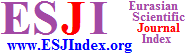 ESJI
Eurasian
Scientific
Journal
Index
www.ESJIndex.org